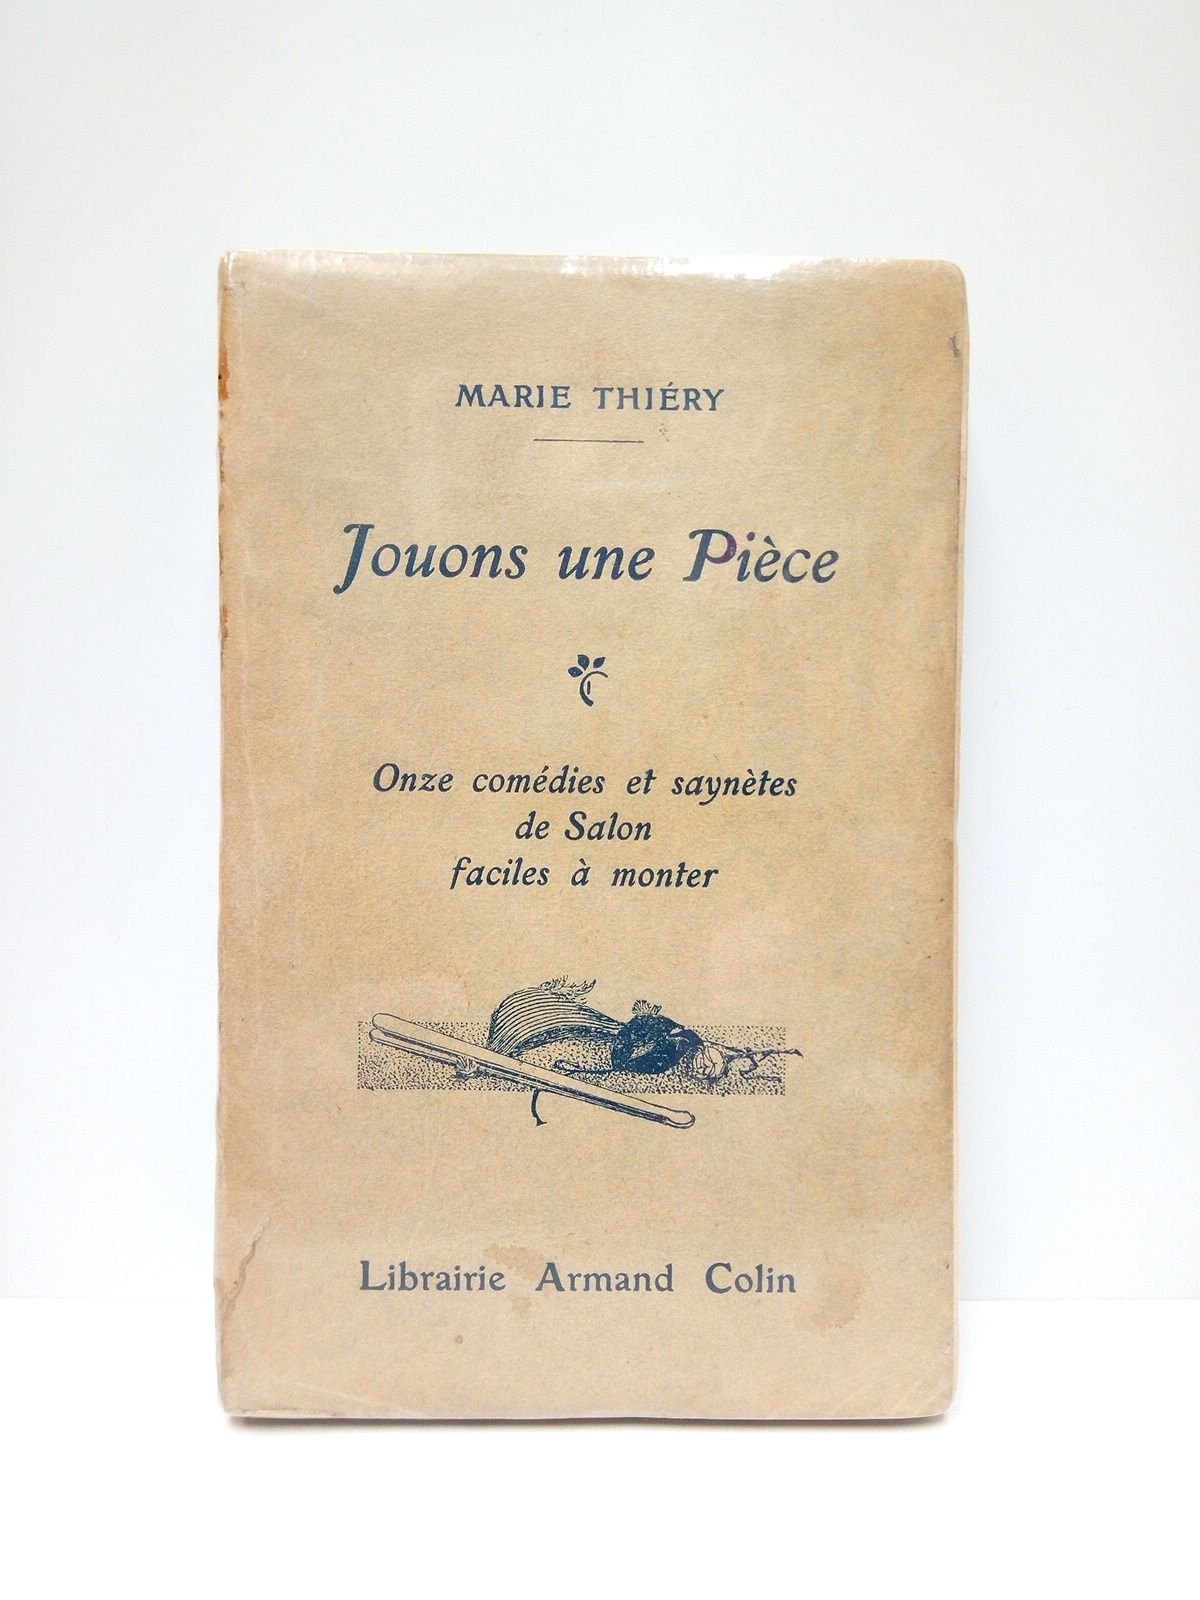 MARIE THIÉRY
Jouons une Pièce
Onze comédies et saynètes
de Salon
faciles à monter
Librairie Armand Colin